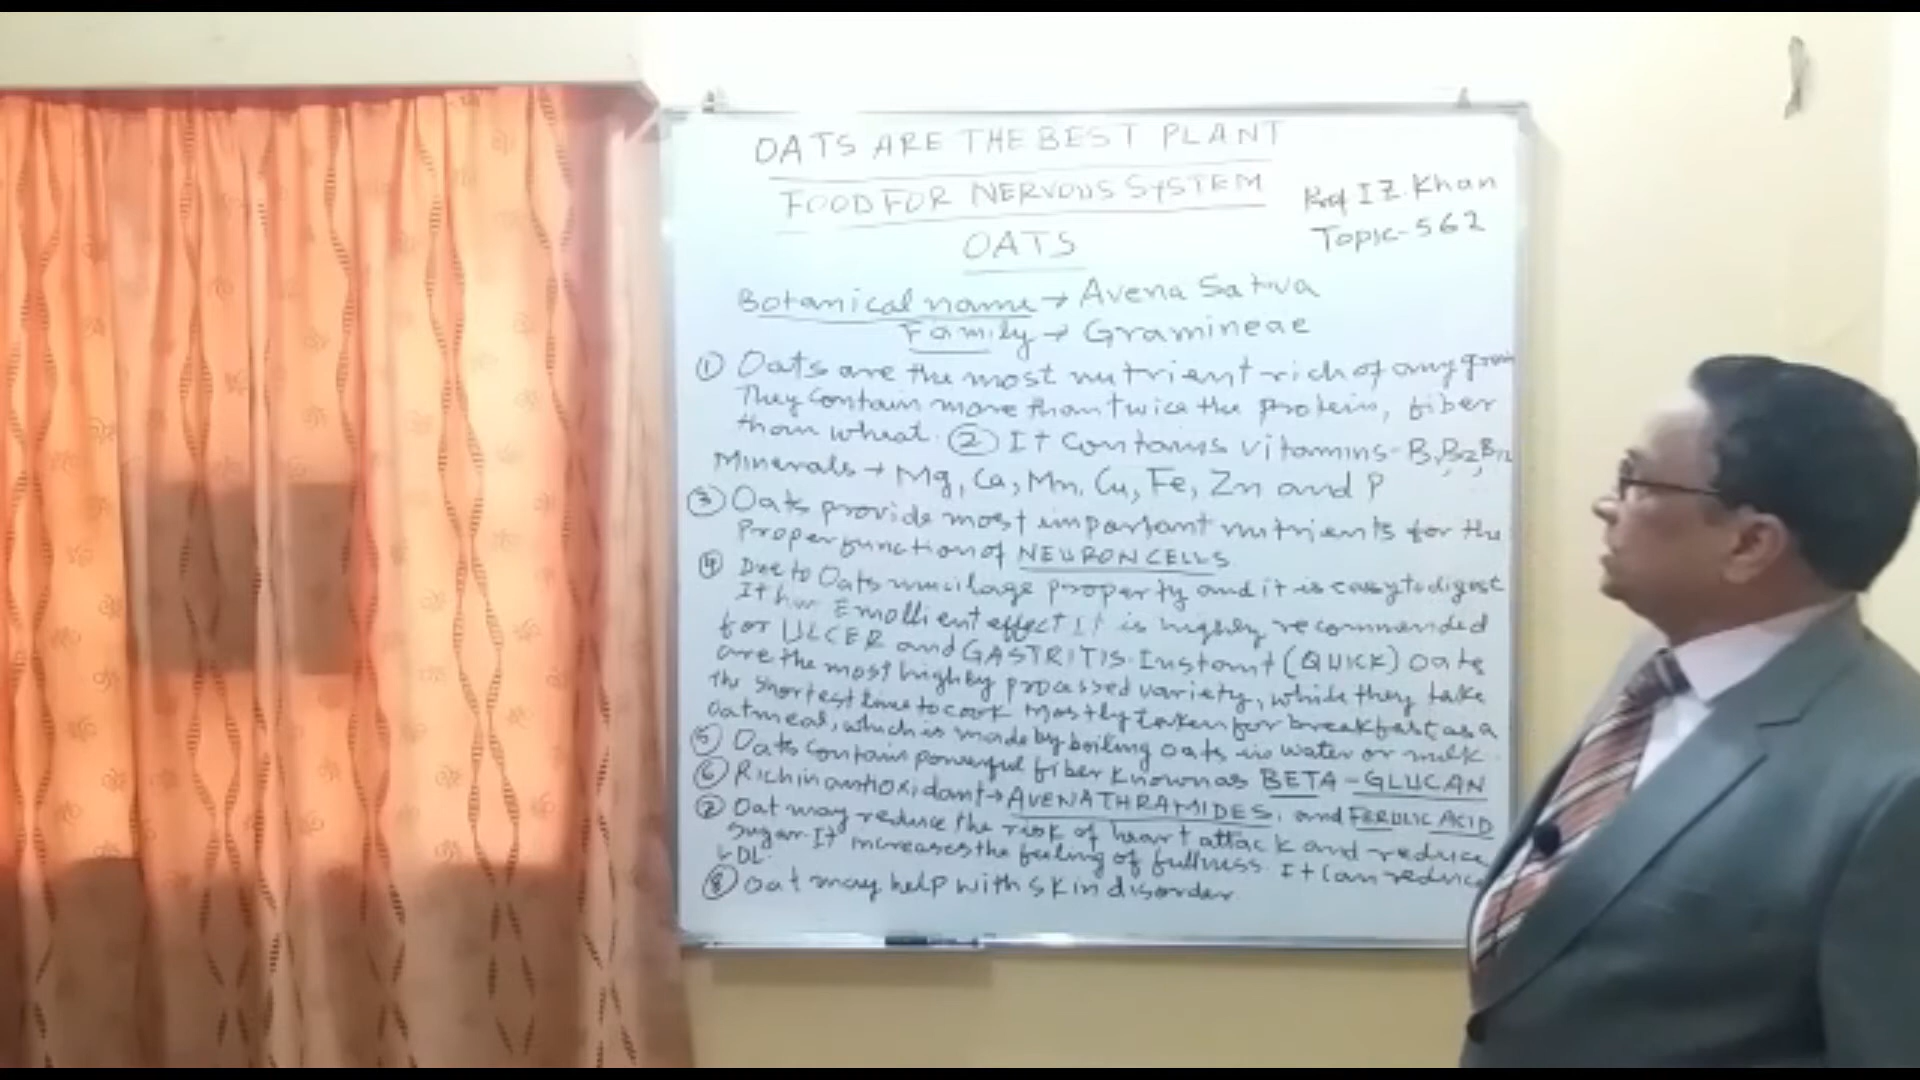 OATS ARE THE BEST PLANT
FOOD FOR NERVOUS SYSTEM
Prof I Z. Khan
Topic-562
OATS
Botanical name → Avena Sativa
Family → Gramineae
① Oats are the most nutrient rich of any grain
They contain more than twice the protein, fiber
than wheat. ② It contains vitamins - B1, B2, B12
Minerals → Mg, Ca, Mn, Cu, Fe, Zn and P
③ Oats provide most important nutrients for the
Proper function of NEURON CELLS
④ Due to Oats mucilage property and it is easy to digest
It has Emollient effect It is highly recommended
for ULCER and GASTRITIS. Instant (QUICK) Oats
are the most highly processed variety, while they take
the shortest time to cook Mostly taken for breakfast as a
oatmeal, which is made by boiling oats in water or milk.
⑤ Oats contain powerful fiber known as BETA-GLUCAN
⑥ Rich in antioxidant → AVENATHRAMIDES, and FERULIC ACID
⑦ Oat may reduce the risk of heart attack and reduce
Sugar. It increases the feeling of fullness. It can reduce
LDL.
⑧ Oat may help with skin disorder.